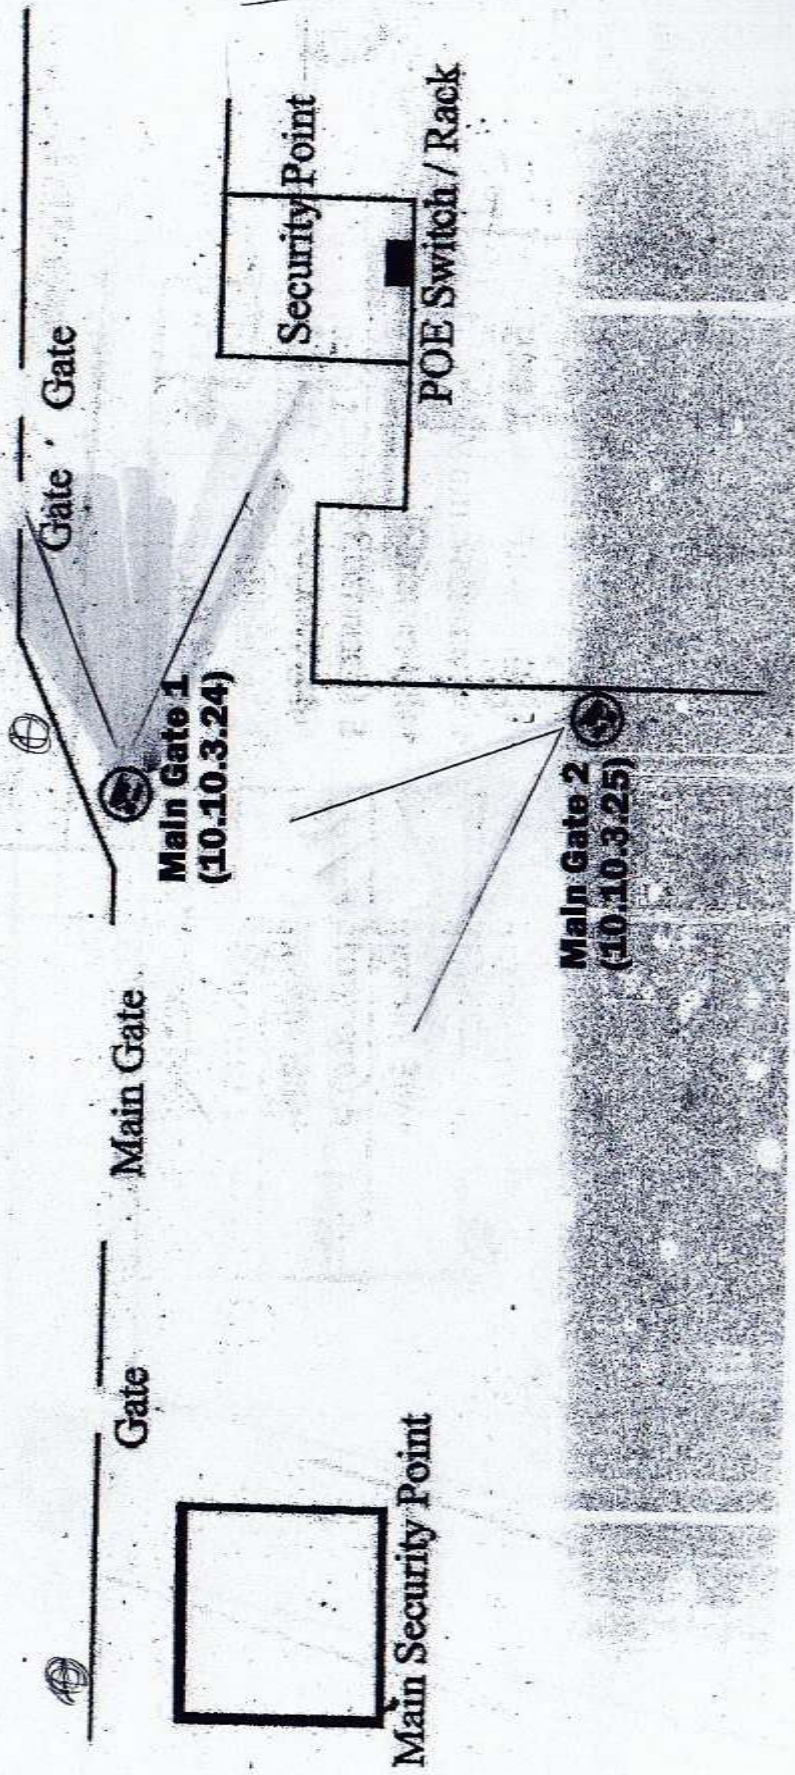 Main Security Point
Gate
Main Gate
Main Gate 1
(10.10.3.24)
Gate
Gate
Main Gate 2
(10.10.3.25)
Security Point
POE Switch / Rack